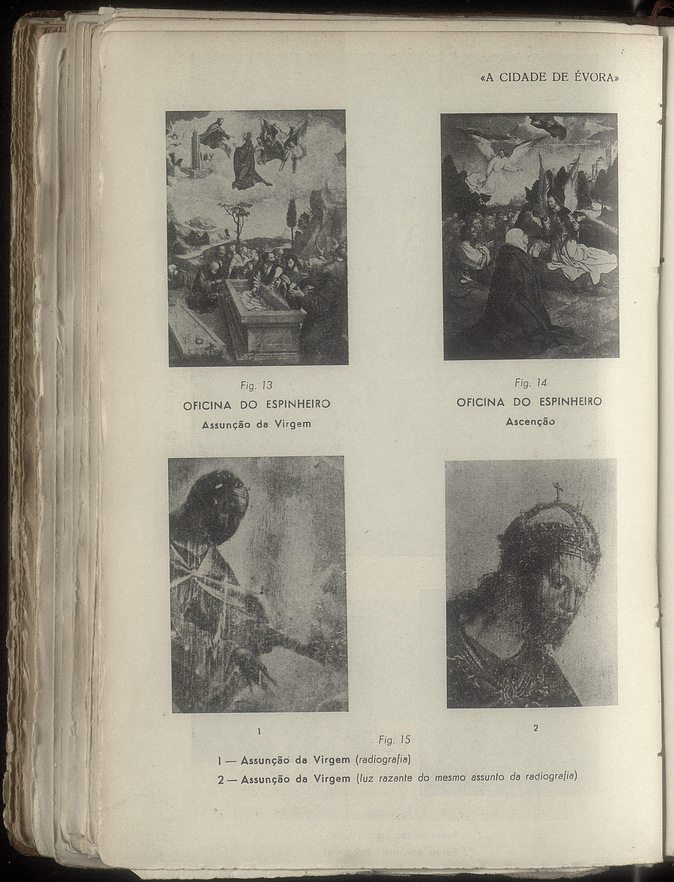 «A CIDADE DE ÉVORA»
Fig. 13
OFICINA DO ESPINHEIRO
Assunção da Virgem
Fig. 14
OFICINA DO ESPINHEIRO
Ascenção
1
2
Fig. 15
1 — Assunção da Virgem (radiografia)
2 — Assunção da Virgem (luz razante do mesmo assunto da radiografia)